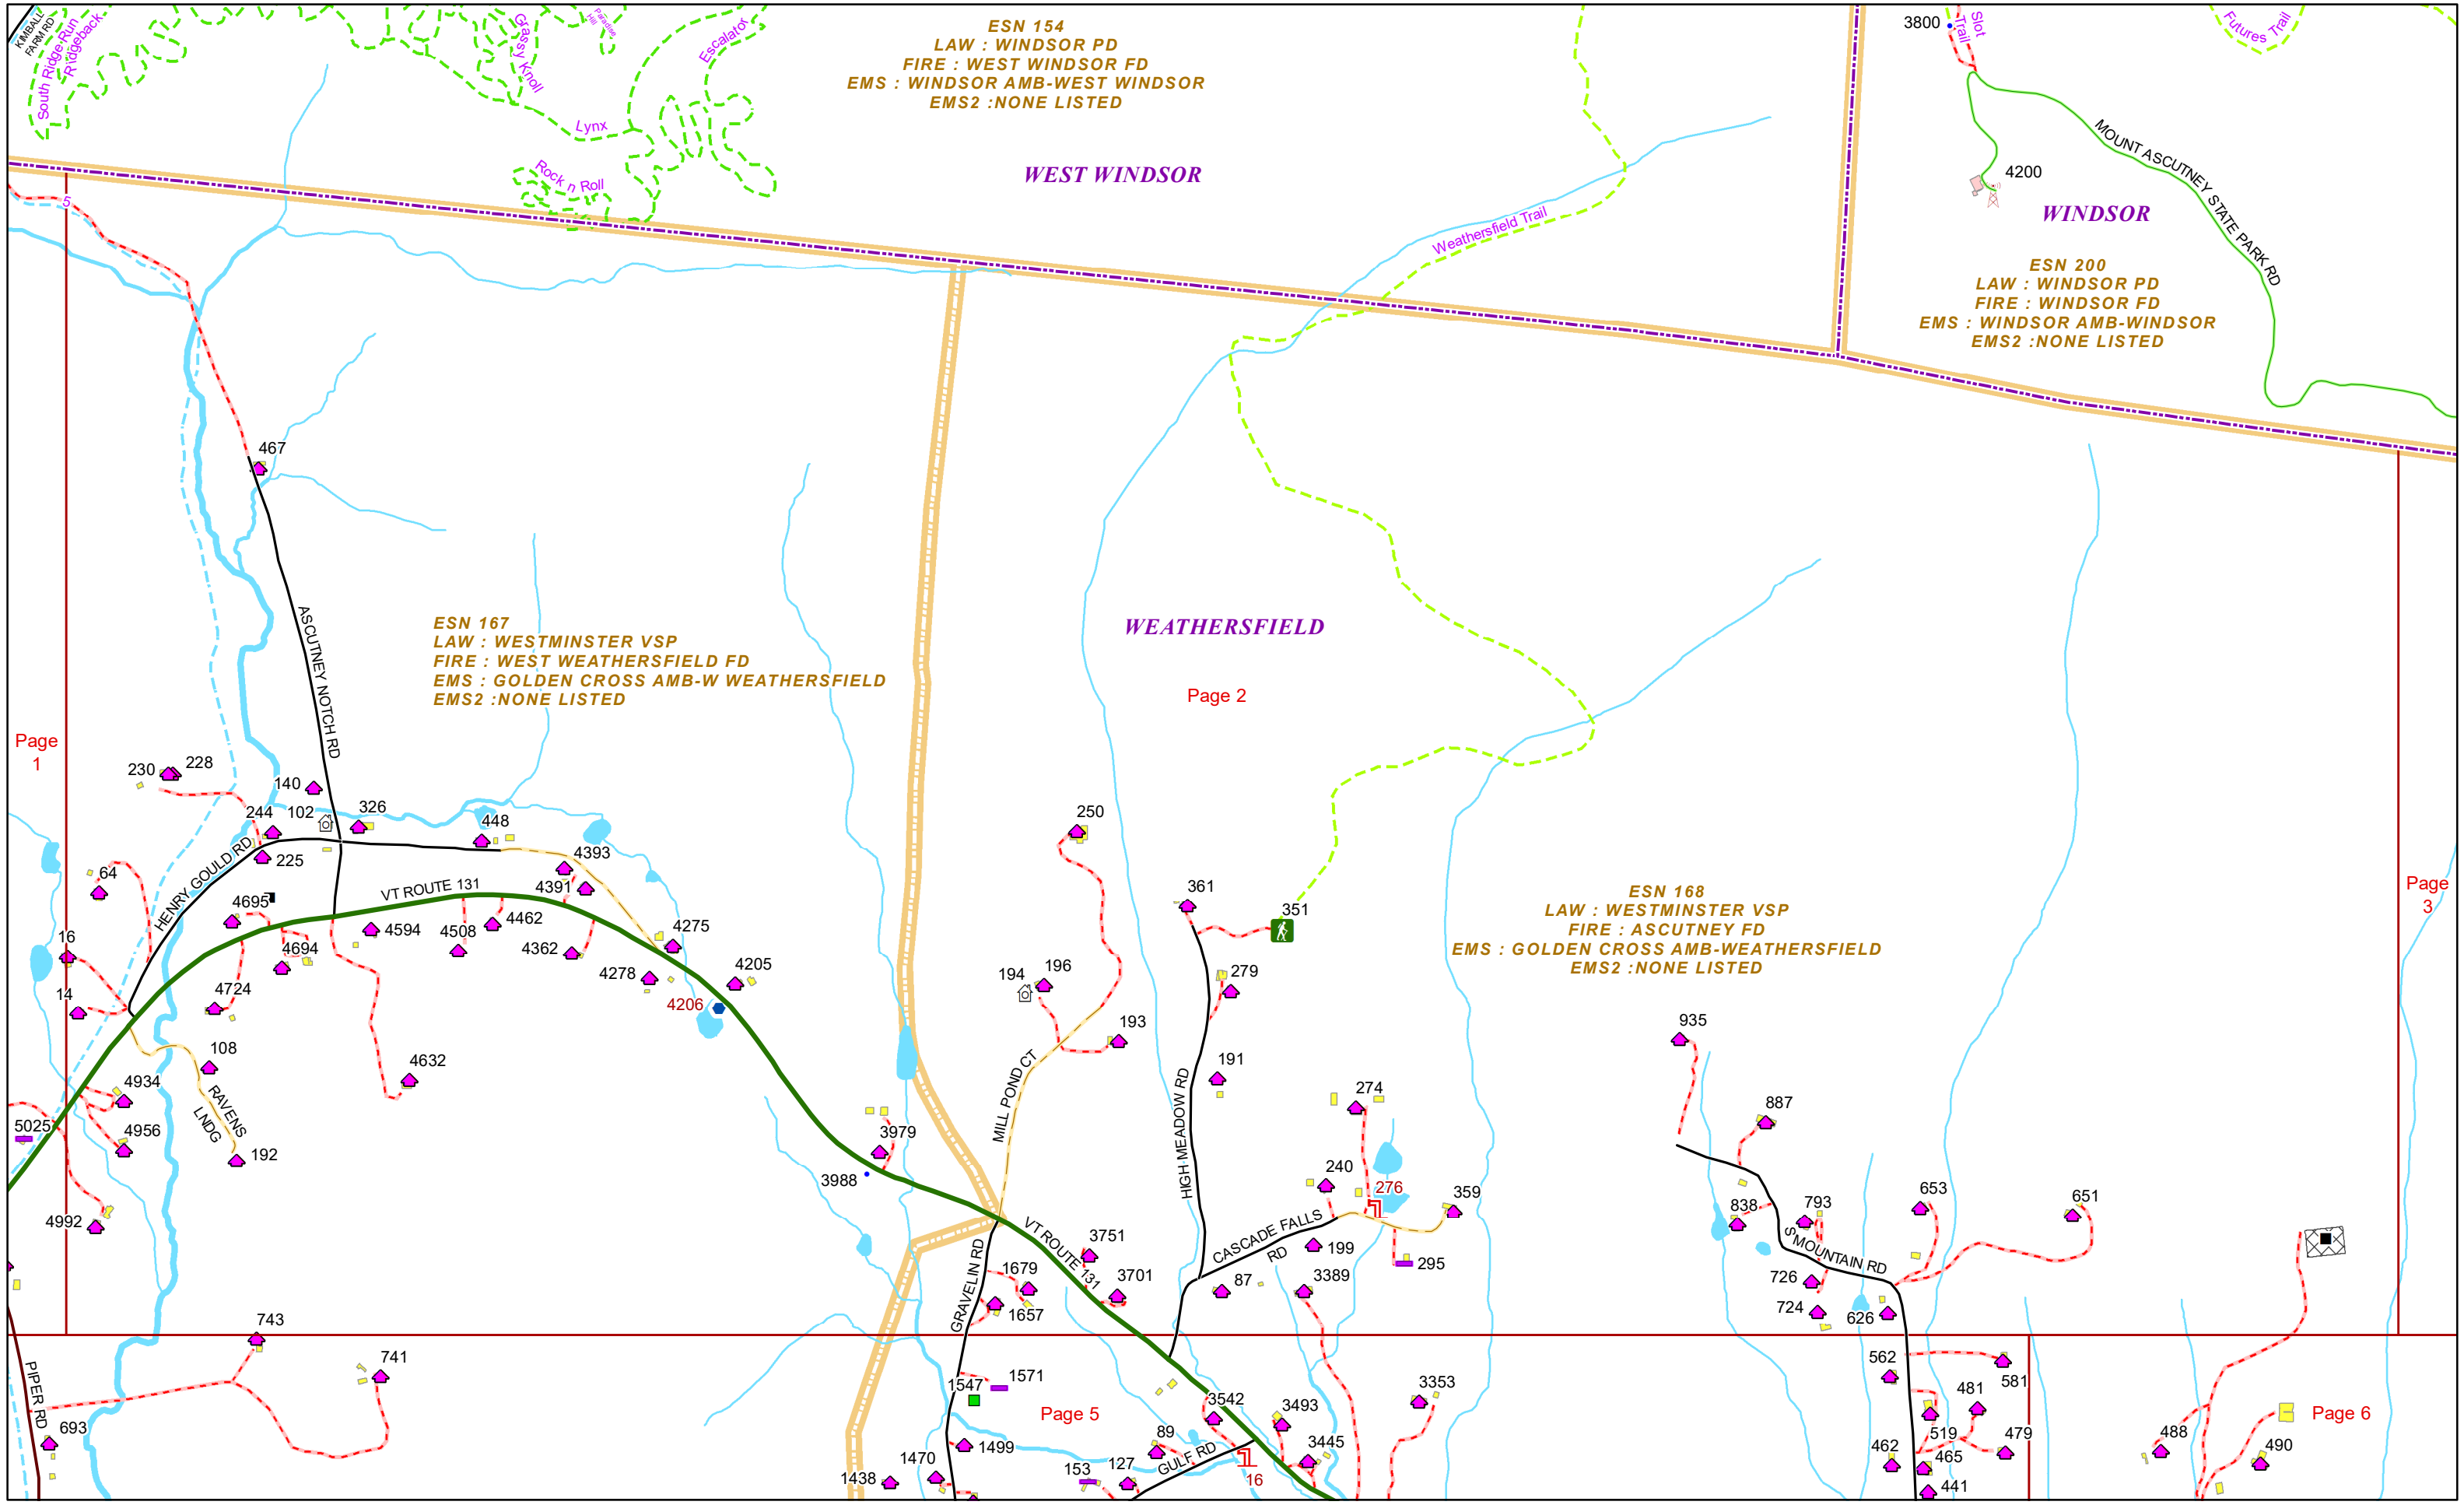 KIMBALL
FARM RD
South Ridge Run
Ridgeback
Grassy Knoll
Paradise
Hill
Escalator
Lynx
Rock n Roll
ESN 154
LAW : WINDSOR PD
FIRE : WEST WINDSOR FD
EMS : WINDSOR AMB-WEST WINDSOR
EMS2 :NONE LISTED
WEST WINDSOR
Weathersfield Trail
3800
Slot
Trail
Futures Trail
MOUNT ASCUTNEY STATE PARK RD
4200
WINDSOR
ESN 200
LAW : WINDSOR PD
FIRE : WINDSOR FD
EMS : WINDSOR AMB-WINDSOR
EMS2 :NONE LISTED
5
467
ASCUTNEY NOTCH RD
ESN 167
LAW : WESTMINSTER VSP
FIRE : WEST WEATHERSFIELD FD
EMS : GOLDEN CROSS AMB-W WEATHERSFIELD
EMS2 :NONE LISTED
WEATHERSFIELD
Page 2
Page
1
230
228
140
244
102
326
448
225
HENRY GOULD RD
64
4393
4391
VT ROUTE 131
4695
4594
4508
4462
4362
4275
4278
4205
4206
16
14
4694
4724
108
4632
RAVENS
LNDG
192
4934
4956
5025
4992
250
361
351
194
196
193
279
191
MILL POND CT
HIGH MEADOW RD
ESN 168
LAW : WESTMINSTER VSP
FIRE : ASCUTNEY FD
EMS : GOLDEN CROSS AMB-WEATHERSFIELD
EMS2 :NONE LISTED
Page
3
935
887
274
240
276
359
3979
3988
838
793
653
651
S MOUNTAIN RD
726
724
626
VT ROUTE 131
3751
3701
CASCADE FALLS
RD
199
295
87
3389
GRAVELIN RD
1679
1657
743
741
PIPER RD
693
1547
1571
Page 5
1499
1470
1438
153
127
89
GULF RD
3542
3493
3445
16
3353
562
581
481
519
479
462
465
441
488
490
Page 6